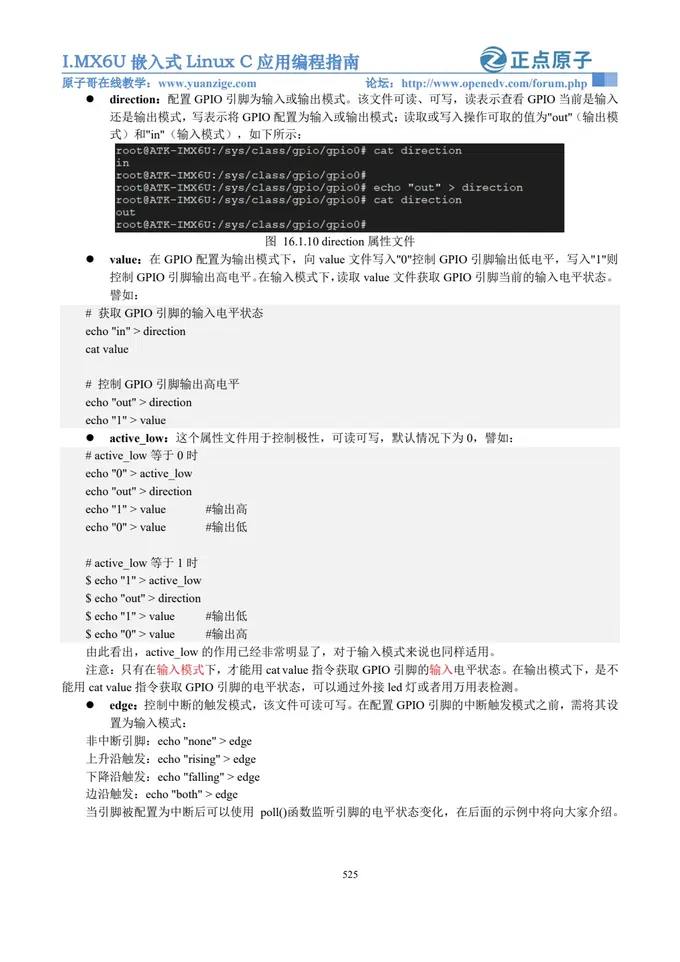 I.MX6U 嵌入式 Linux C 应用编程指南
正点原子
原子哥在线教学：www.yuanzige.com 论坛：http://www.openedv.com/forum.php
● direction：配置 GPIO 引脚为输入或输出模式。该文件可读、可写，读表示查看 GPIO 当前是输入
还是输出模式，写表示将 GPIO 配置为输入或输出模式；读取或写入操作可取的值为"out"（输出模
式）和"in"（输入模式），如下所示：
root@ATK-IMX6U:/sys/class/gpio/gpio0# cat direction
in
root@ATK-IMX6U:/sys/class/gpio/gpio0#
root@ATK-IMX6U:/sys/class/gpio/gpio0# echo "out" > direction
root@ATK-IMX6U:/sys/class/gpio/gpio0# cat direction
out
root@ATK-IMX6U:/sys/class/gpio/gpio0#
图 16.1.10 direction 属性文件
● value：在 GPIO 配置为输出模式下，向 value 文件写入"0"控制 GPIO 引脚输出低电平，写入"1"则
控制 GPIO 引脚输出高电平。在输入模式下，读取 value 文件获取 GPIO 引脚当前的输入电平状态。
譬如：
# 获取 GPIO 引脚的输入电平状态
echo "in" > direction
cat value
# 控制 GPIO 引脚输出高电平
echo "out" > direction
echo "1" > value
● active_low：这个属性文件用于控制极性，可读可写，默认情况下为 0，譬如：
# active_low 等于 0 时
echo "0" > active_low
echo "out" > direction
echo "1" > value #输出高
echo "0" > value #输出低
# active_low 等于 1 时
$ echo "1" > active_low
$ echo "out" > direction
$ echo "1" > value #输出低
$ echo "0" > value #输出高
由此看出，active_low 的作用已经非常明显了，对于输入模式来说也同样适用。
注意：只有在输入模式下，才能用 cat value 指令获取 GPIO 引脚的输入电平状态。在输出模式下，是不
能用 cat value 指令获取 GPIO 引脚的电平状态，可以通过外接 led 灯或者用万用表检测。
● edge：控制中断的触发模式，该文件可读可写。在配置 GPIO 引脚的中断触发模式之前，需将其设
置为输入模式：
非中断引脚：echo "none" > edge
上升沿触发：echo "rising" > edge
下降沿触发：echo "falling" > edge
边沿触发：echo "both" > edge
当引脚被配置为中断后可以使用 poll()函数监听引脚的电平状态变化，在后面的示例中将向大家介绍。
525